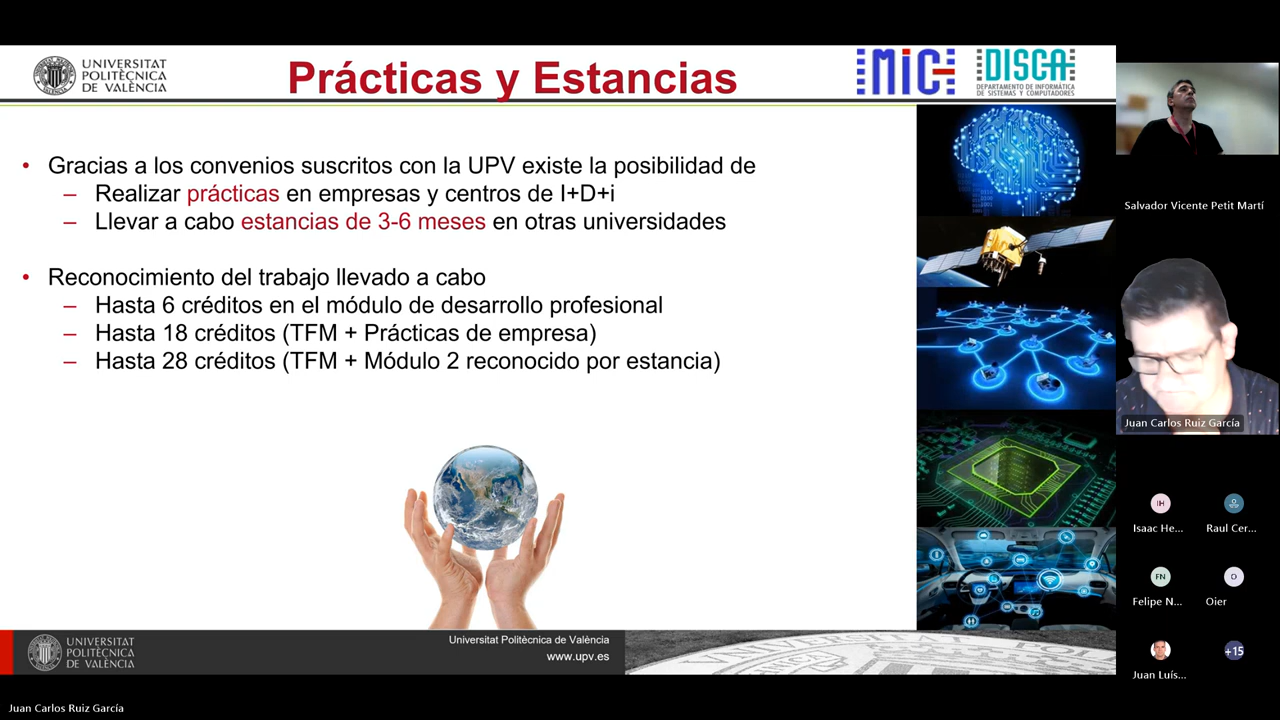 UNIVERSITAT
POLITÈCNICA
DE VALÈNCIA
Prácticas y Estancias
MIC
DISCA
DEPARTAMENTO DE INFORMÁTICA
DE SISTEMAS Y COMPUTADORES
• Gracias a los convenios suscritos con la UPV existe la posibilidad de
– Realizar prácticas en empresas y centros de I+D+i
– Llevar a cabo estancias de 3-6 meses en otras universidades
• Reconocimiento del trabajo llevado a cabo
– Hasta 6 créditos en el módulo de desarrollo profesional
– Hasta 18 créditos (TFM + Prácticas de empresa)
– Hasta 28 créditos (TFM + Módulo 2 reconocido por estancia)
UNIVERSITAT
POLITÈCNICA
DE VALÈNCIA
Universitat Politècnica de València
www.upv.es
Salvador Vicente Petit Martí
Juan Carlos Ruiz García
IH
Isaac He...
Raul Cer...
FN
Felipe N...
O
Oier
Juan Luís...
+15
Juan Carlos Ruiz García